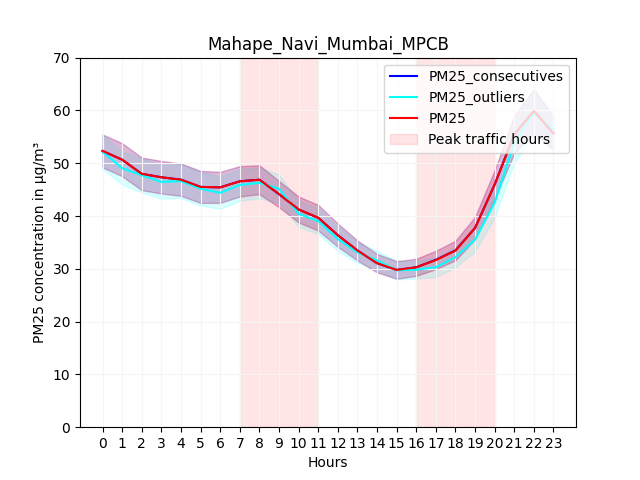 Mahape_Navi_Mumbai_MPCB
PM25 concentration in µg/m³
70
60
50
40
30
20
10
0
PM25_consecutives
PM25_outliers
PM25
Peak traffic hours
0 1 2 3 4 5 6 7 8 9 10 11 12 13 14 15 16 17 18 19 20 21 22 23
Hours